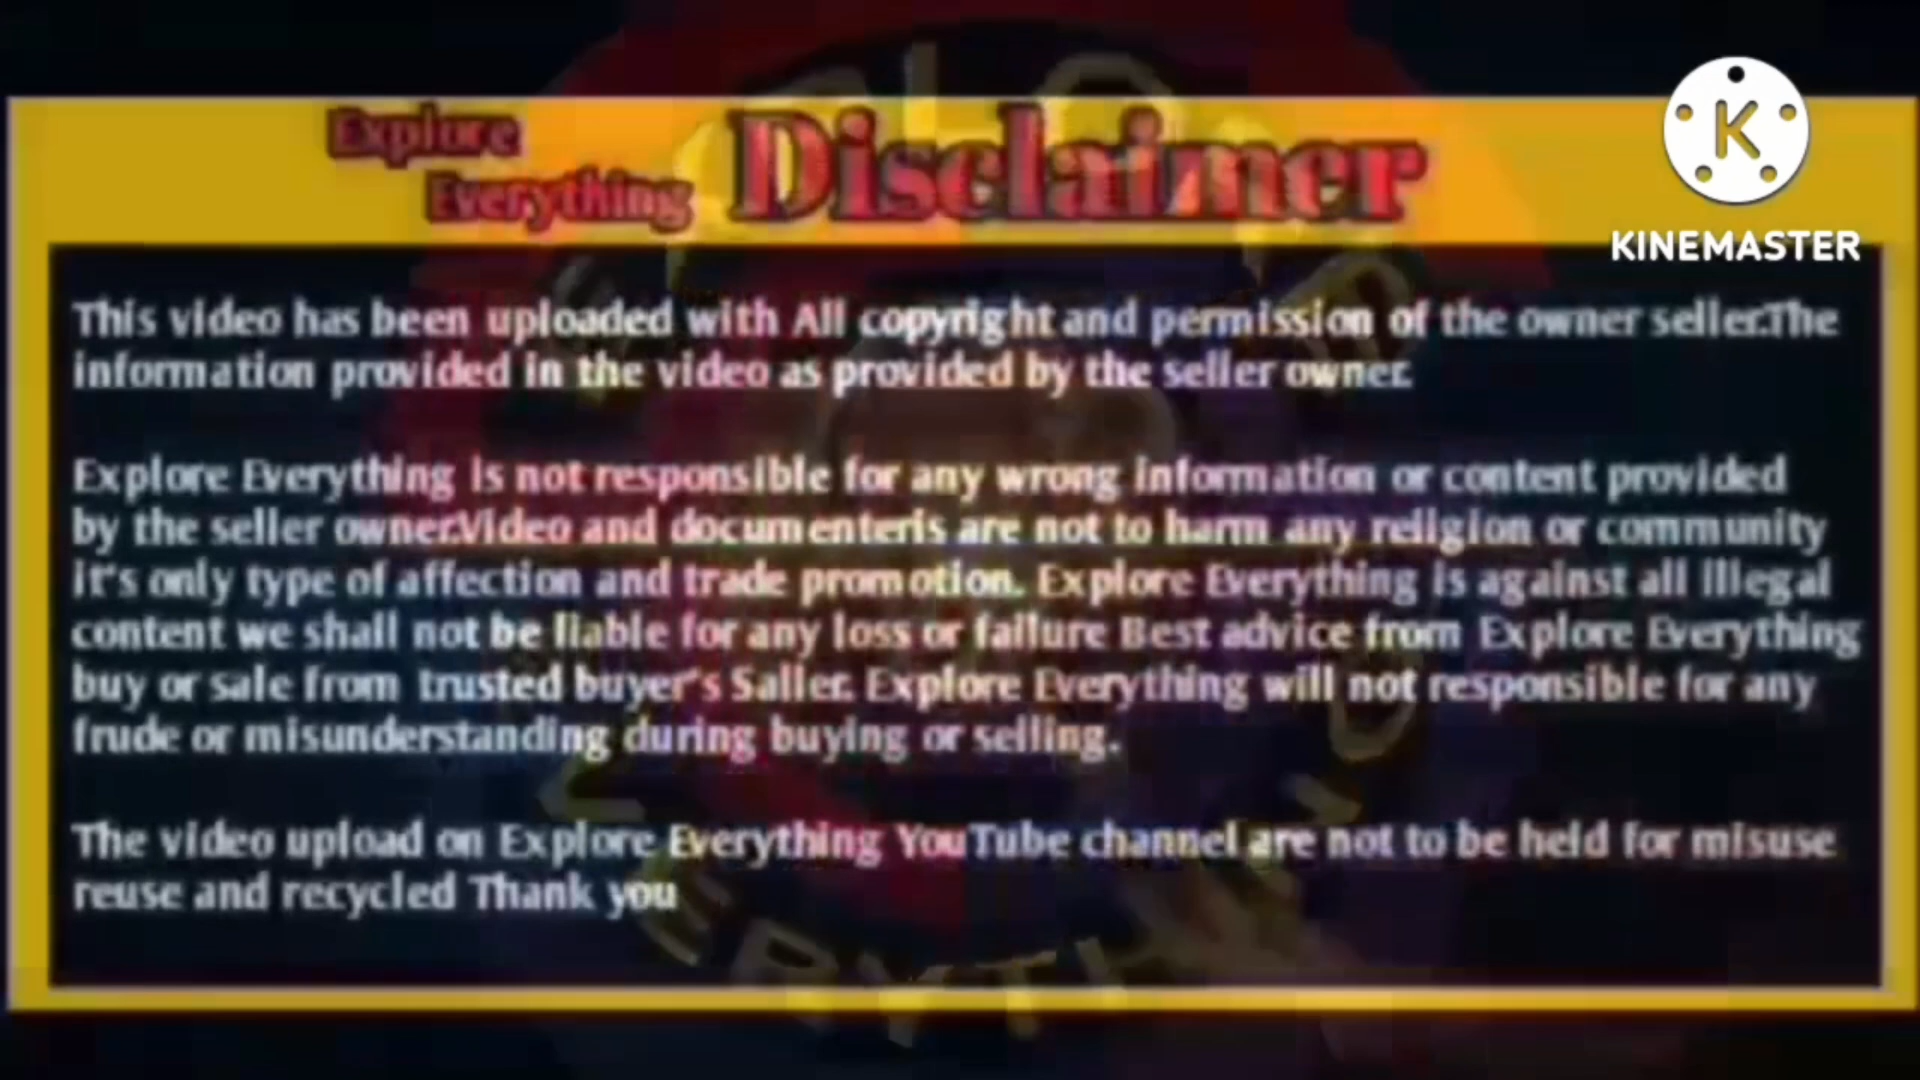 Explore
Everything
Disclaimer
KINEMASTER
This video has been uploaded with All copyright and permission of the owner seller.The
information provided in the video as provided by the seller owner.
Explore Everything is not responsible for any wrong information or content provided
by the seller owner.Video and documenteris are not to harm any religion or community
it's only type of affection and trade promotion. Explore Everything is against all illegal
content we shall not be liable for any loss or failure Best advice from Explore Everything
buy or sale from trusted buyer's Saller. Explore Everything will not responsible for any
frude or misunderstanding during buying or selling.
The video upload on Explore Everything YouTube channel are not to be held for misuse
reuse and recycled Thank you